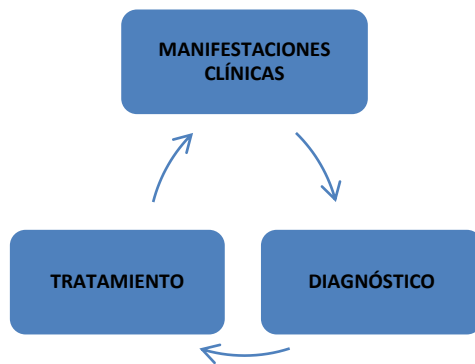 MANIFESTACIONES
CLÍNICAS
TRATAMIENTO
DIAGNÓSTICO